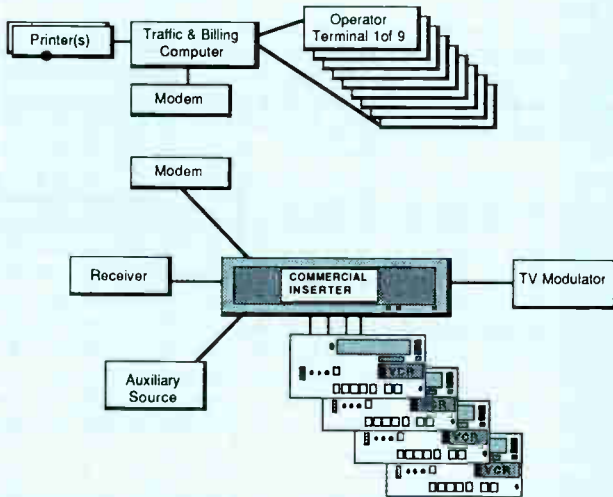 Printer(s)
Traffic & Billing
Computer
Operator
Terminal 1of 9
Modem
Modem
Receiver
COMMERCIAL
INSERTER
TV Modulator
Auxiliary
Source
VCR
VCR
VCR
VCR